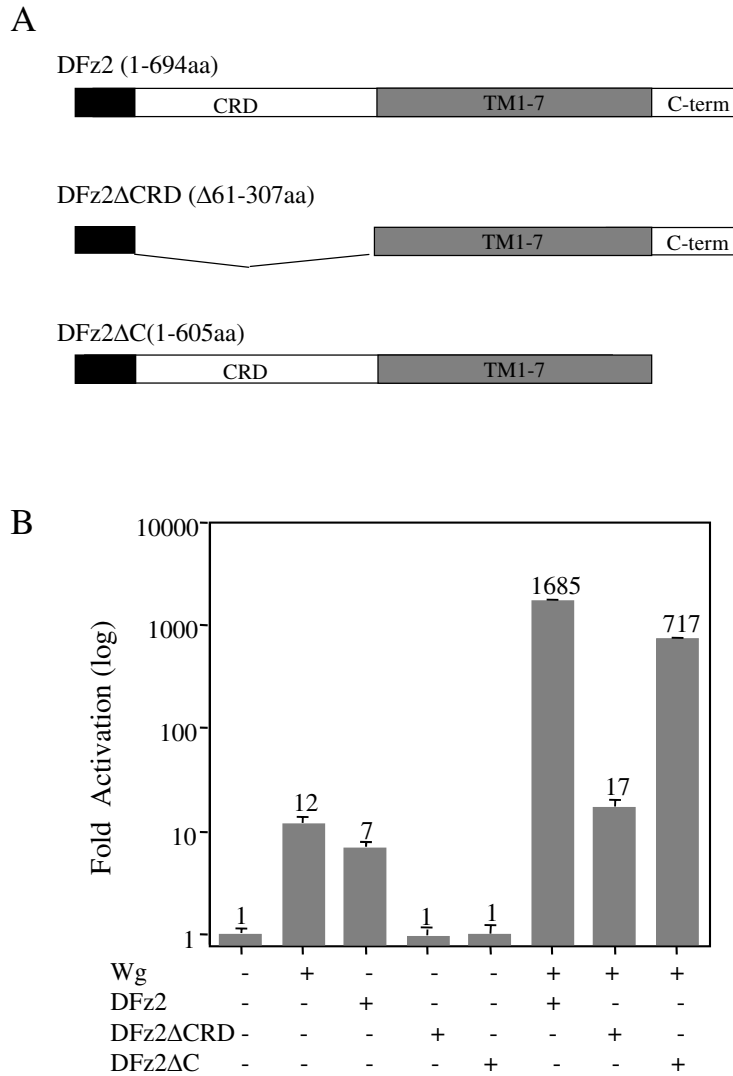 A
DFz2 (1-694aa)
CRD TM1-7 C-term
DFz2ΔCRD (Δ61-307aa)
TM1-7 C-term
DFz2ΔC(1-605aa)
CRD TM1-7
B
Fold Activation (log)
10000
1000
100
10
1
1 12 7 1 1 1685 17 717
Wg - + - - - + + +
DFz2 - - + - - + - -
DFz2ΔCRD - - - + - - + -
DFz2ΔC - - - - + - - +